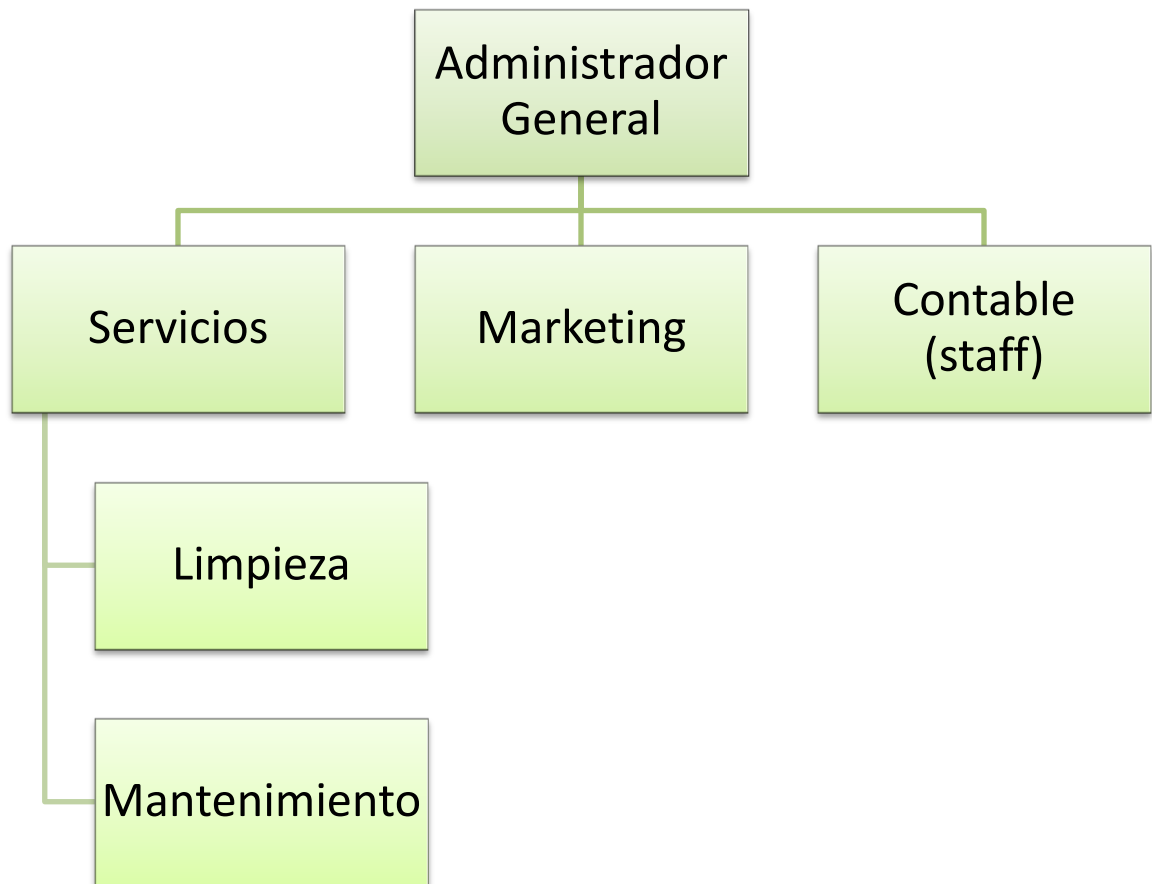 Administrador
General
Servicios
Marketing
Contable
(staff)
Limpieza
Mantenimiento